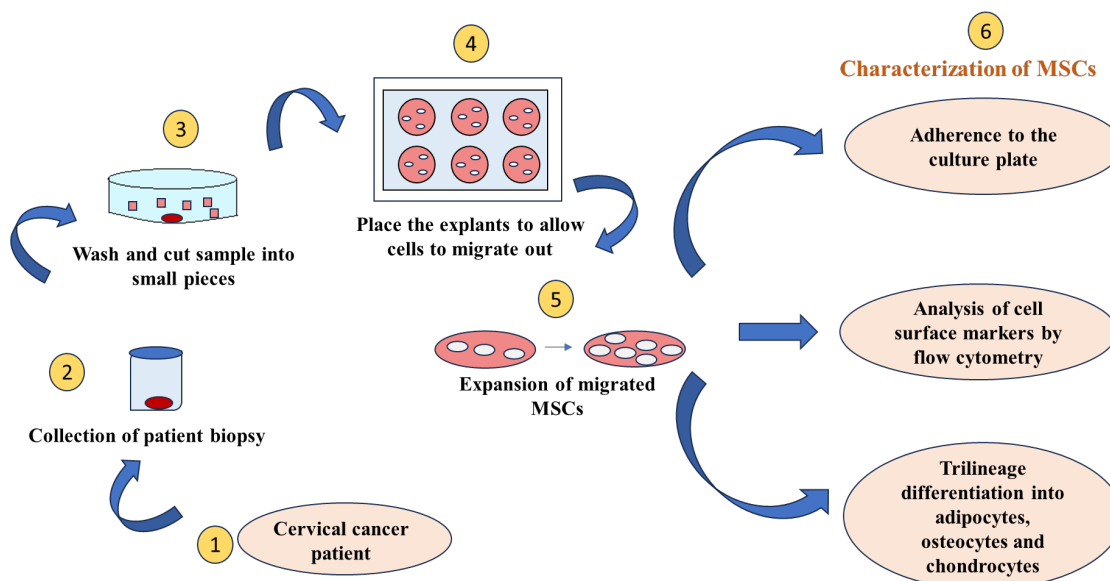 1
Cervical cancer
patient
2
Collection of patient biopsy
3
Wash and cut sample into
small pieces
4
Place the explants to allow
cells to migrate out
5
Expansion of migrated
MSCs
6
Characterization of MSCs
Adherence to the
culture plate
Analysis of cell
surface markers by
flow cytometry
Trilineage
differentiation into
adipocytes,
osteocytes and
chondrocytes